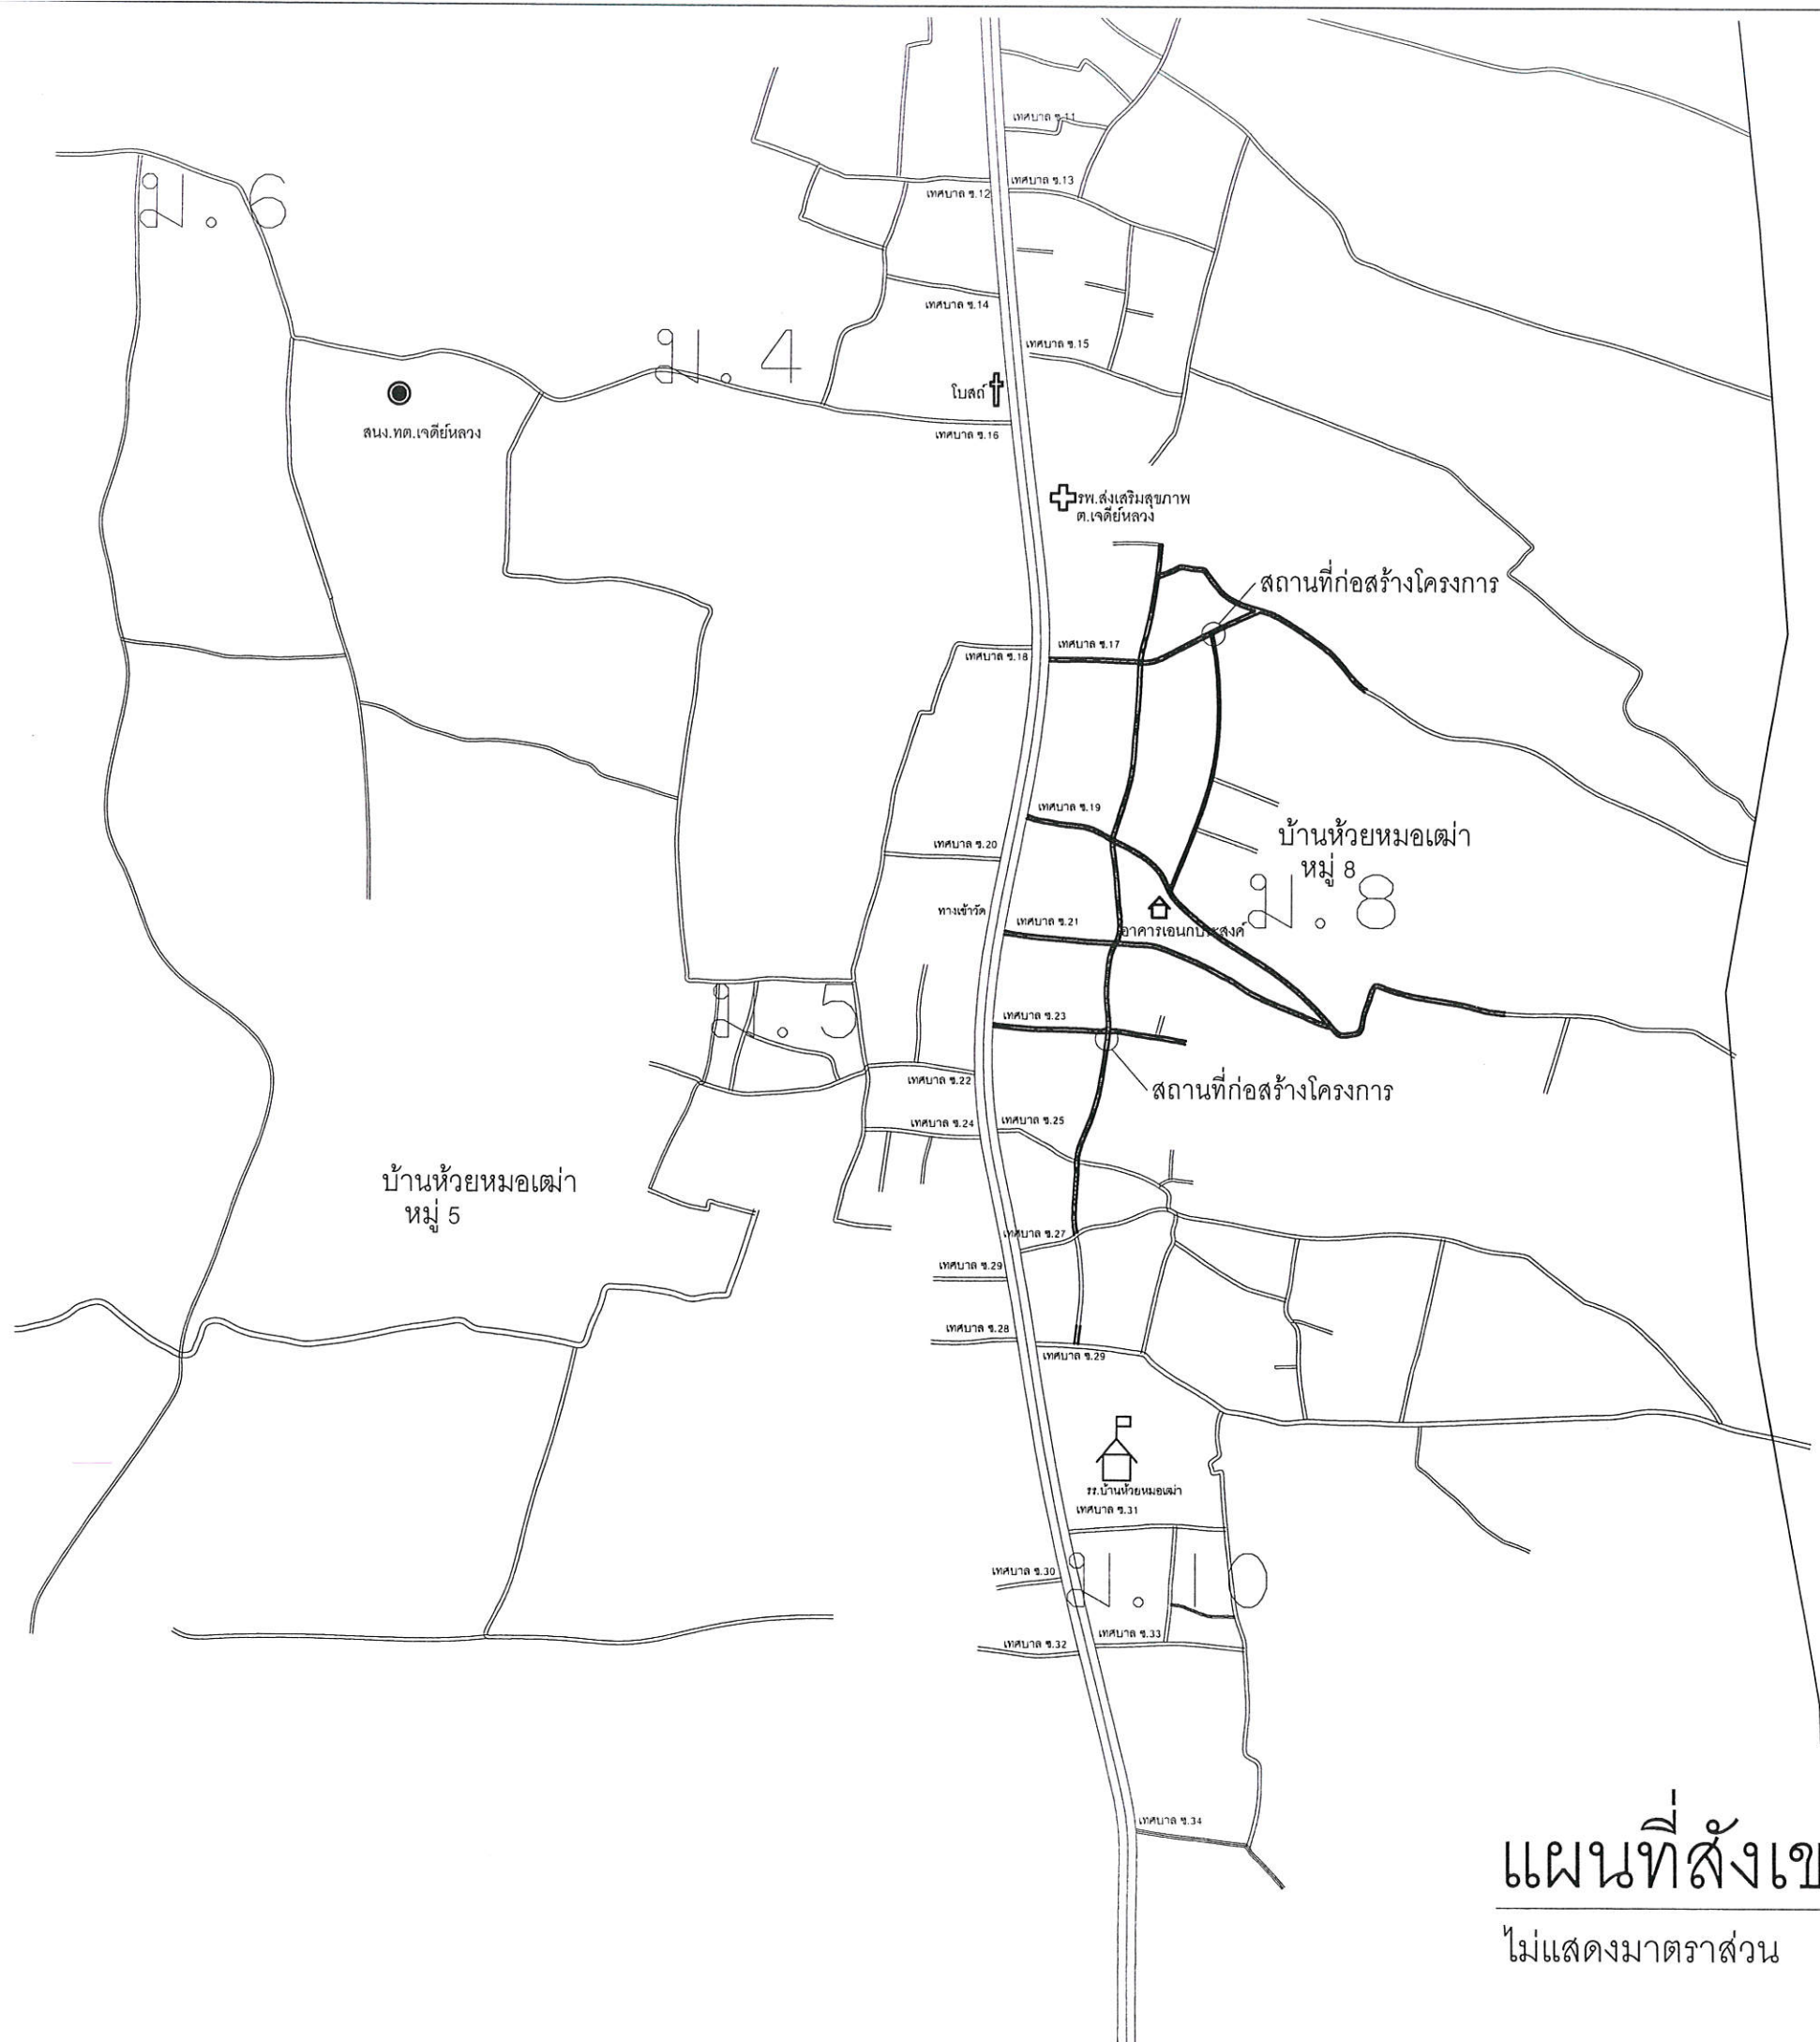 เทศบาล ซ.11
ม.6
เทศบาล ซ.13
เทศบาล ซ.12
เทศบาล ซ.14
ม.4
เทศบาล ซ.15
โบสถ์
สนง.ทต.เจดีย์หลวง
เทศบาล ซ.16
รพ.ส่งเสริมสุขภาพ
ต.เจดีย์หลวง
สถานที่ก่อสร้างโครงการ
เทศบาล ซ.17
เทศบาล ซ.18
เทศบาล ซ.19
บ้านห้วยหมอเฒ่า
หมู่ 8
เทศบาล ซ.20
ม.8
ทางเข้าวัด
เทศบาล ซ.21
อาคารเอนกประสงค์
ม.5
เทศบาล ซ.23
เทศบาล ซ.22
สถานที่ก่อสร้างโครงการ
เทศบาล ซ.24
เทศบาล ซ.25
บ้านห้วยหมอเฒ่า
หมู่ 5
เทศบาล ซ.27
เทศบาล ซ.29
เทศบาล ซ.28
เทศบาล ซ.29
รร.บ้านห้วยหมอเฒ่า
เทศบาล ซ.31
เทศบาล ซ.30
ม.10
เทศบาล ซ.33
เทศบาล ซ.32
เทศบาล ซ.34
แผนที่สังเข
ไม่แสดงมาตราส่วน